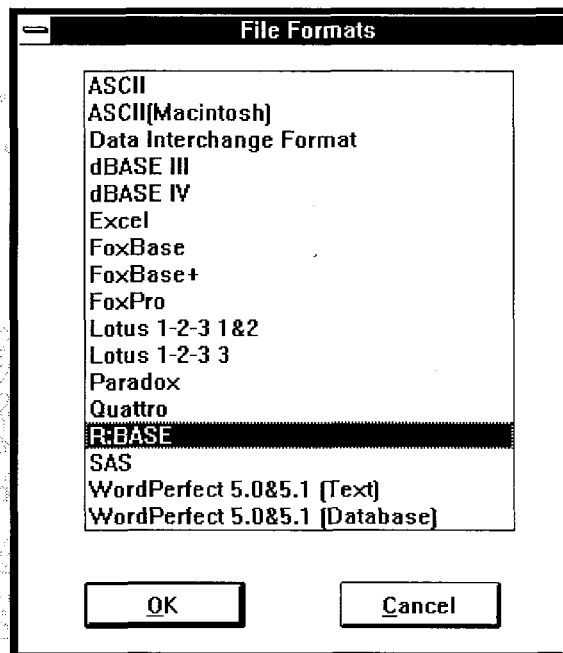 File Formats
ASCII
ASCII(Macintosh)
Data Interchange Format
dBASE III
dBASE IV
Excel
FoxBase
FoxBase+
FoxPro
Lotus 1-2-3 1&2
Lotus 1-2-3 3
Paradox
Quattro
R:BASE
SAS
WordPerfect 5.0&5.1 (Text)
WordPerfect 5.0&5.1 (Database)
OK
Cancel